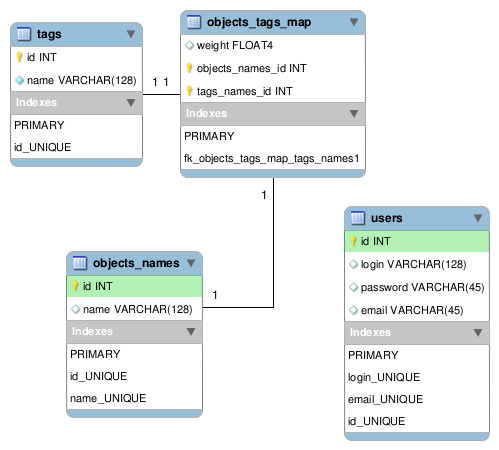 tags
id INT
name VARCHAR(128)
Indexes
PRIMARY
id_UNIQUE
1 1
objects_tags_map
weight FLOAT4
objects_names_id INT
tags_names_id INT
Indexes
PRIMARY
fk_objects_tags_map_tags_names1
1
1
objects_names
id INT
name VARCHAR(128)
Indexes
PRIMARY
id_UNIQUE
name_UNIQUE
users
id INT
login VARCHAR(128)
password VARCHAR(45)
email VARCHAR(45)
Indexes
PRIMARY
login_UNIQUE
email_UNIQUE
id_UNIQUE